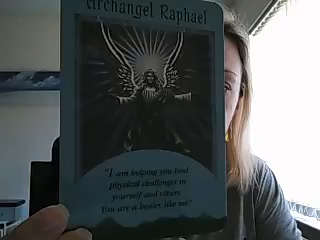 Archangel Raphael
"I am helping you heal
physical challenges in
yourself and others
You are a healer, like me"